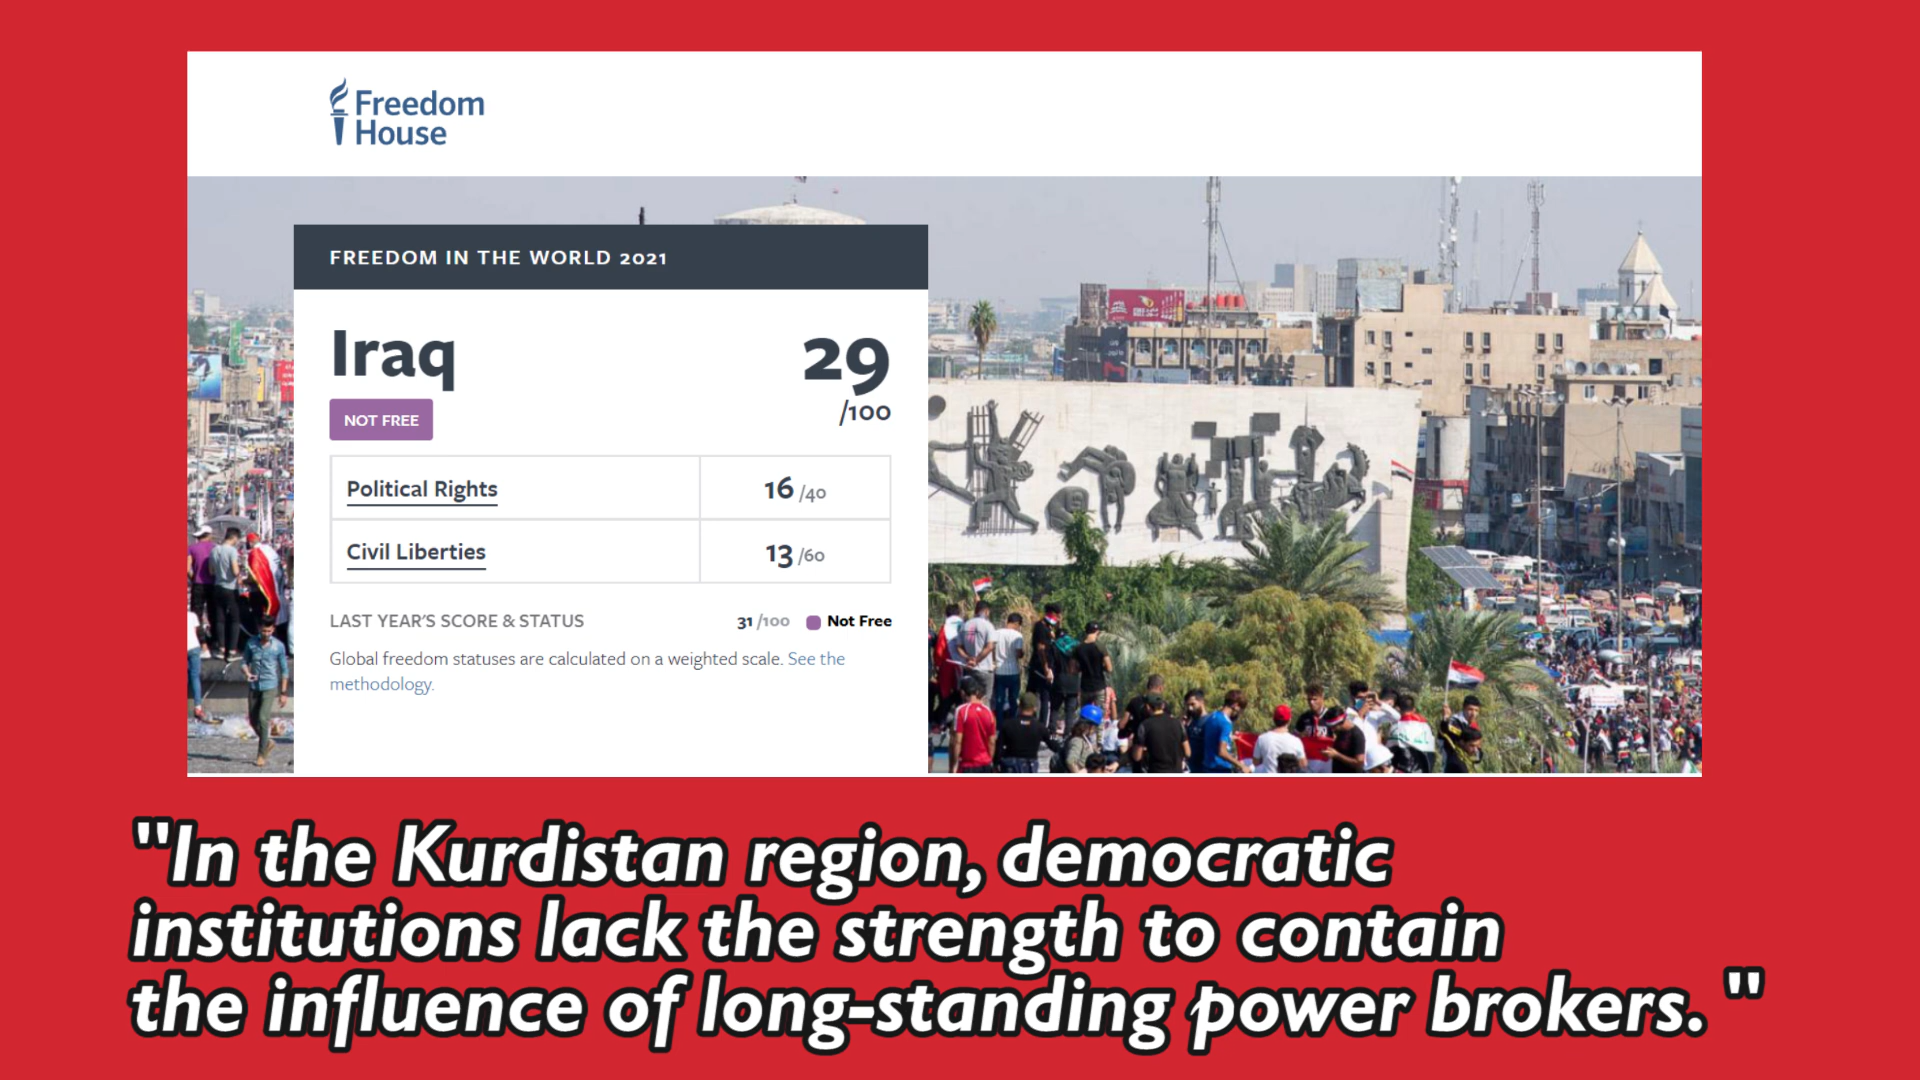 Freedom
House
FREEDOM IN THE WORLD 2021
Iraq
29
/100
NOT FREE
Political Rights 16 /40
Civil Liberties 13 /60
LAST YEAR'S SCORE & STATUS 31 /100 Not Free
Global freedom statuses are calculated on a weighted scale. See the
methodology.
"In the Kurdistan region, democratic
institutions lack the strength to contain
the influence of long-standing power brokers. "